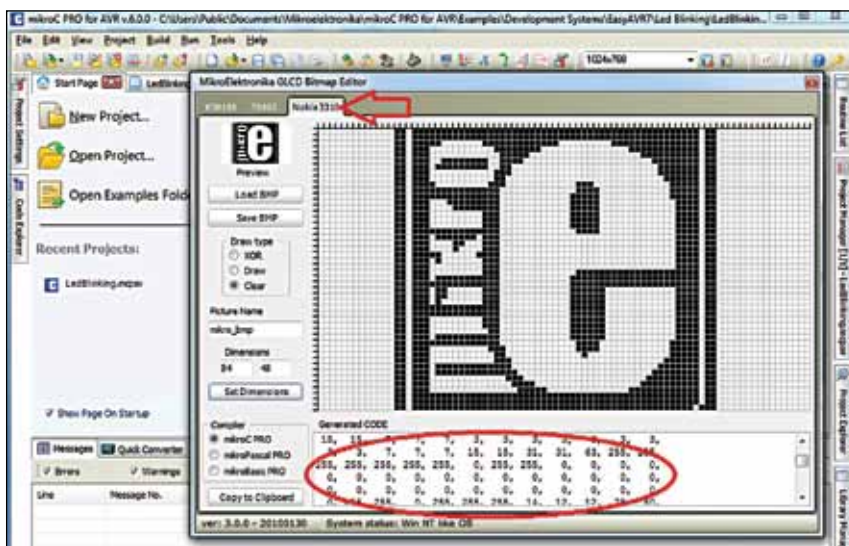 mikroC PRO for AVR v.6.0.0 - C:\Users\Public\Documents\Mikroelektronika\mikroC PRO for AVR\Examples\Development Systems\EasyAVR7\Led Blinking\LedBlinkin...
File Edit View Project Build Run Tools Help
1024x768
Start Page LedBlinking
Project Settings
Code Explorer
New Project...
Open Project...
Open Examples Fold
Recent Projects:
LedBlinking.mcpav
Show Page On Startup
Messages Quick Converter
Errors Warnings
Line Message No.
MikroElektronika GLCD Bitmap Editor
Nokia 3310
mikro e
Preview
Load BMP
Save BMP
Draw type
XOR
Draw
Clear
Picture Name
mikro_bmp
Dimensions
84 48
Set Dimensions
Compiler
mikroC PRO
mikroPascal PRO
mikroBasic PRO
Copy to Clipboard
mikro e
Generated CODE
255, 255, 255, 255, 255, 0, 255, 255, 0, 0, 0, 0,
0, 0, 0, 0, 0, 0, 0, 0, 0, 0, 0,
0, 0, 0, 0, 0, 0, 0, 0, 0, 0, 0,
ver: 3.0.0 - 20100130 System status: Win NT like OS
Routine List
Project Explorer
Library Mana